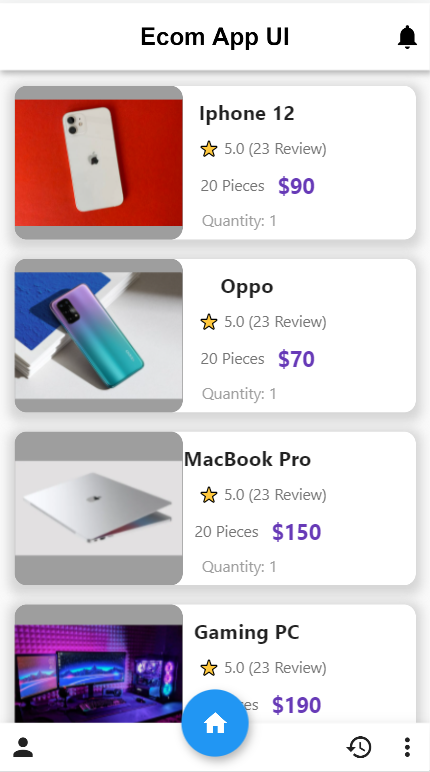 Ecom App UI
Iphone 12
5.0 (23 Review)
20 Pieces $90
Quantity: 1
Oppo
5.0 (23 Review)
20 Pieces $70
Quantity: 1
MacBook Pro
5.0 (23 Review)
20 Pieces $150
Quantity: 1
Gaming PC
5.0 (23 Review)
$190